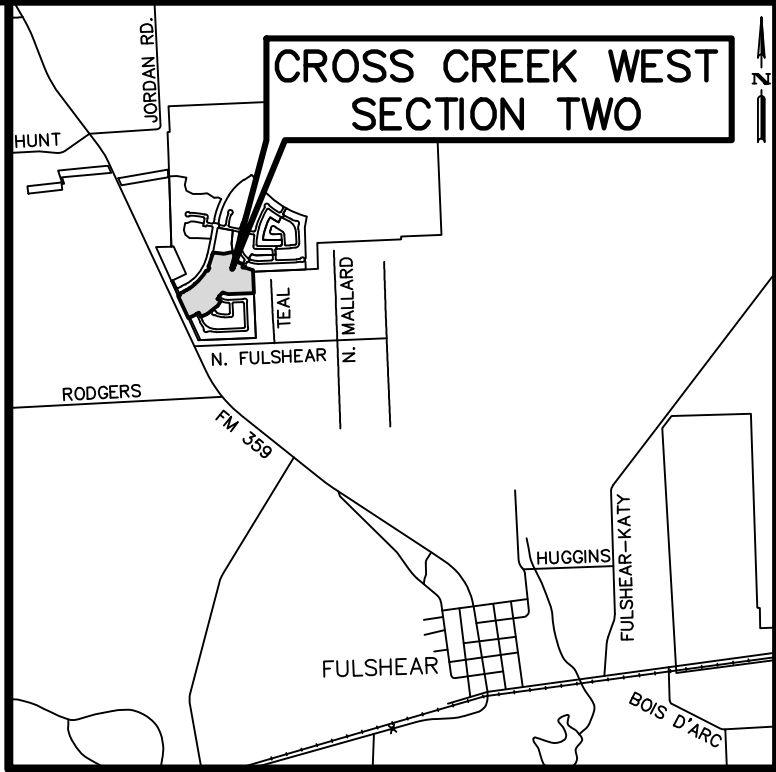 JORDAN RD.
CROSS CREEK WEST
SECTION TWO
N
HUNT
TEAL
N. MALLARD
N. FULSHEAR
RODGERS
FM 359
HUGGINS
FULSHEAR-KATY
FULSHEAR
BOIS D'ARC